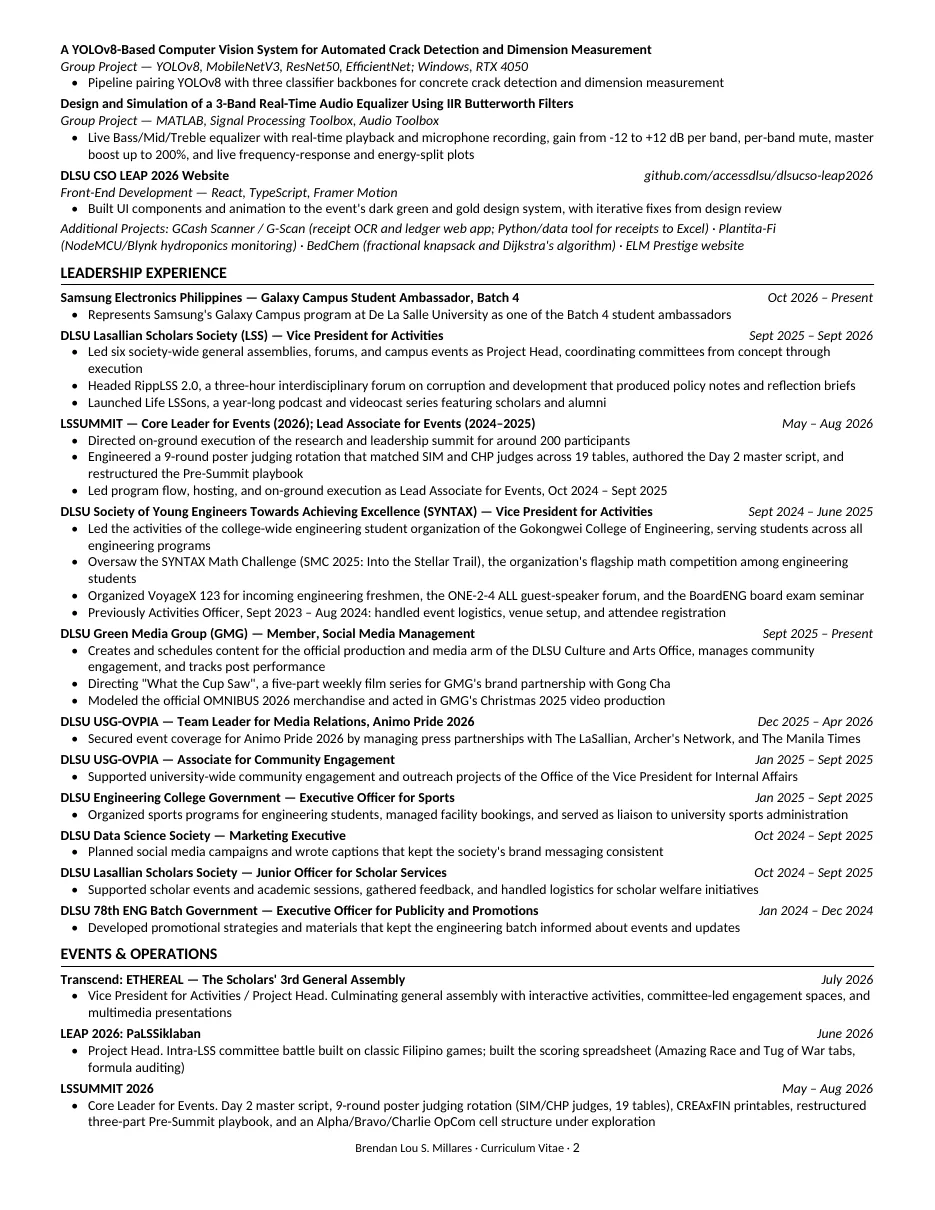 A YOLOv8-Based Computer Vision System for Automated Crack Detection and Dimension Measurement
Group Project — YOLOv8, MobileNetV3, ResNet50, EfficientNet; Windows, RTX 4050
• Pipeline pairing YOLOv8 with three classifier backbones for concrete crack detection and dimension measurement
Design and Simulation of a 3-Band Real-Time Audio Equalizer Using IIR Butterworth Filters
Group Project — MATLAB, Signal Processing Toolbox, Audio Toolbox
• Live Bass/Mid/Treble equalizer with real-time playback and microphone recording, gain from -12 to +12 dB per band, per-band mute, master
boost up to 200%, and live frequency-response and energy-split plots
DLSU CSO LEAP 2026 Website github.com/accessdlsu/dlsucso-leap2026
Front-End Development — React, TypeScript, Framer Motion
• Built UI components and animation to the event's dark green and gold design system, with iterative fixes from design review
Additional Projects: GCash Scanner / G-Scan (receipt OCR and ledger web app; Python/data tool for receipts to Excel) · Plantita-Fi
(NodeMCU/Blynk hydroponics monitoring) · BedChem (fractional knapsack and Dijkstra's algorithm) · ELM Prestige website
LEADERSHIP EXPERIENCE
Samsung Electronics Philippines — Galaxy Campus Student Ambassador, Batch 4 Oct 2026 – Present
• Represents Samsung's Galaxy Campus program at De La Salle University as one of the Batch 4 student ambassadors
DLSU Lasallian Scholars Society (LSS) — Vice President for Activities Sept 2025 – Sept 2026
• Led six society-wide general assemblies, forums, and campus events as Project Head, coordinating committees from concept through
execution
• Headed RippLSS 2.0, a three-hour interdisciplinary forum on corruption and development that produced policy notes and reflection briefs
• Launched Life LSSons, a year-long podcast and videocast series featuring scholars and alumni
LSSUMMIT — Core Leader for Events (2026); Lead Associate for Events (2024–2025) May – Aug 2026
• Directed on-ground execution of the research and leadership summit for around 200 participants
• Engineered a 9-round poster judging rotation that matched SIM and CHP judges across 19 tables, authored the Day 2 master script, and
restructured the Pre-Summit playbook
• Led program flow, hosting, and on-ground execution as Lead Associate for Events, Oct 2024 – Sept 2025
DLSU Society of Young Engineers Towards Achieving Excellence (SYNTAX) — Vice President for Activities Sept 2024 – June 2025
• Led the activities of the college-wide engineering student organization of the Gokongwei College of Engineering, serving students across all
engineering programs
• Oversaw the SYNTAX Math Challenge (SMC 2025: Into the Stellar Trail), the organization's flagship math competition among engineering
students
• Organized VoyageX 123 for incoming engineering freshmen, the ONE-2-4 ALL guest-speaker forum, and the BoardENG board exam seminar
• Previously Activities Officer, Sept 2023 – Aug 2024: handled event logistics, venue setup, and attendee registration
DLSU Green Media Group (GMG) — Member, Social Media Management Sept 2025 – Present
• Creates and schedules content for the official production and media arm of the DLSU Culture and Arts Office, manages community
engagement, and tracks post performance
• Directing "What the Cup Saw", a five-part weekly film series for GMG's brand partnership with Gong Cha
• Modeled the official OMNIBUS 2026 merchandise and acted in GMG's Christmas 2025 video production
DLSU USG-OVPIA — Team Leader for Media Relations, Animo Pride 2026 Dec 2025 – Apr 2026
• Secured event coverage for Animo Pride 2026 by managing press partnerships with The LaSallian, Archer's Network, and The Manila Times
DLSU USG-OVPIA — Associate for Community Engagement Jan 2025 – Sept 2025
• Supported university-wide community engagement and outreach projects of the Office of the Vice President for Internal Affairs
DLSU Engineering College Government — Executive Officer for Sports Jan 2025 – Sept 2025
• Organized sports programs for engineering students, managed facility bookings, and served as liaison to university sports administration
DLSU Data Science Society — Marketing Executive Oct 2024 – Sept 2025
• Planned social media campaigns and wrote captions that kept the society's brand messaging consistent
DLSU Lasallian Scholars Society — Junior Officer for Scholar Services Oct 2024 – Sept 2025
• Supported scholar events and academic sessions, gathered feedback, and handled logistics for scholar welfare initiatives
DLSU 78th ENG Batch Government — Executive Officer for Publicity and Promotions Jan 2024 – Dec 2024
• Developed promotional strategies and materials that kept the engineering batch informed about events and updates
EVENTS & OPERATIONS
Transcend: ETHEREAL — The Scholars' 3rd General Assembly July 2026
• Vice President for Activities / Project Head. Culminating general assembly with interactive activities, committee-led engagement spaces, and
multimedia presentations
LEAP 2026: PaLSSiklaban June 2026
• Project Head. Intra-LSS committee battle built on classic Filipino games; built the scoring spreadsheet (Amazing Race and Tug of War tabs,
formula auditing)
LSSUMMIT 2026 May – Aug 2026
• Core Leader for Events. Day 2 master script, 9-round poster judging rotation (SIM/CHP judges, 19 tables), CREAxFIN printables, restructured
three-part Pre-Summit playbook, and an Alpha/Bravo/Charlie OpCom cell structure under exploration
Brendan Lou S. Millares · Curriculum Vitae · 2